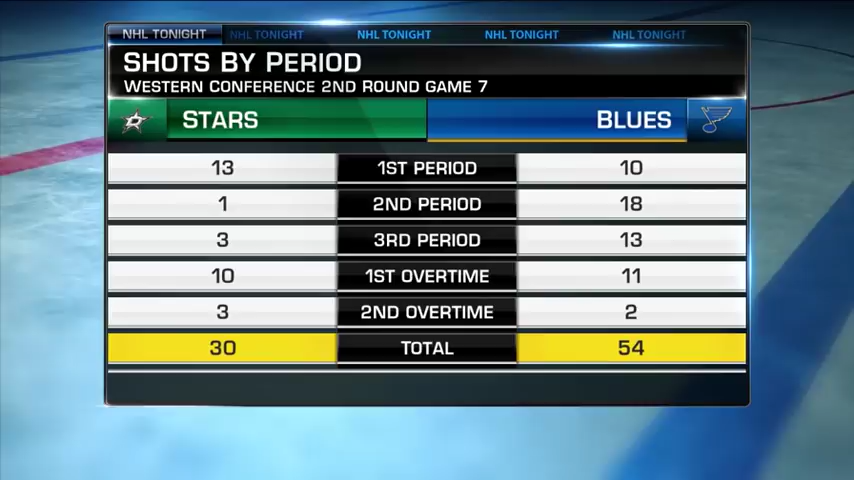 NHL TONIGHT NHL TONIGHT NHL TONIGHT NHL TONIGHT NHL TONIGHT
SHOTS BY PERIOD
WESTERN CONFERENCE 2ND ROUND GAME 7
STARS BLUES
13 1ST PERIOD 10
1 2ND PERIOD 18
3 3RD PERIOD 13
10 1ST OVERTIME 11
3 2ND OVERTIME 2
30 TOTAL 54